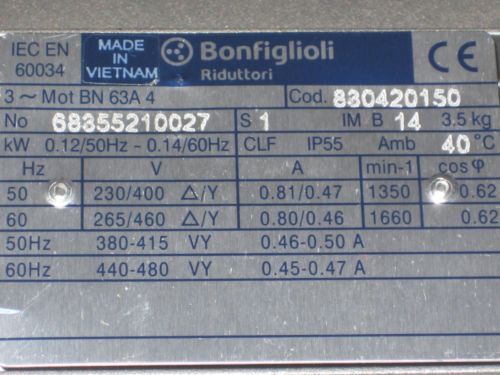 IEC EN
60034
MADE
IN
VIETNAM
Bonfiglioli
Riduttori
CE
3 ~ Mot BN 63A 4 Cod. 830420150
No 68355210027 S 1 IM B 14 3.5 kg
kW 0.12/50Hz - 0.14/60Hz CLF IP55 Amb 40 °C
Hz V A min-1 cosφ
50 230/400 △/Y 0.81/0.47 1350 0.62
60 265/460 △/Y 0.80/0.46 1660 0.62
50Hz 380-415 VY 0.46-0.50 A
60Hz 440-480 VY 0.45-0.47 A